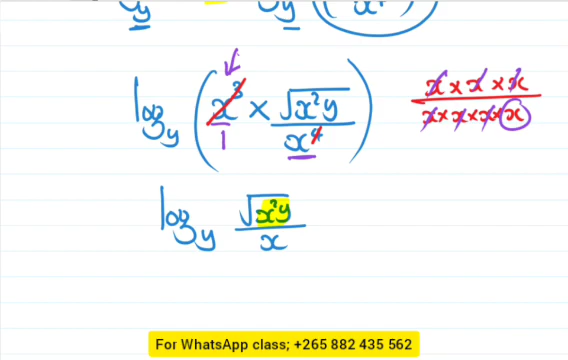 y y x
log_y (x³/1 × √(x²y)/x⁴) x × x × x / x × x × x × x
log_y √(x²y)/x
For WhatsApp class; +265 882 435 562